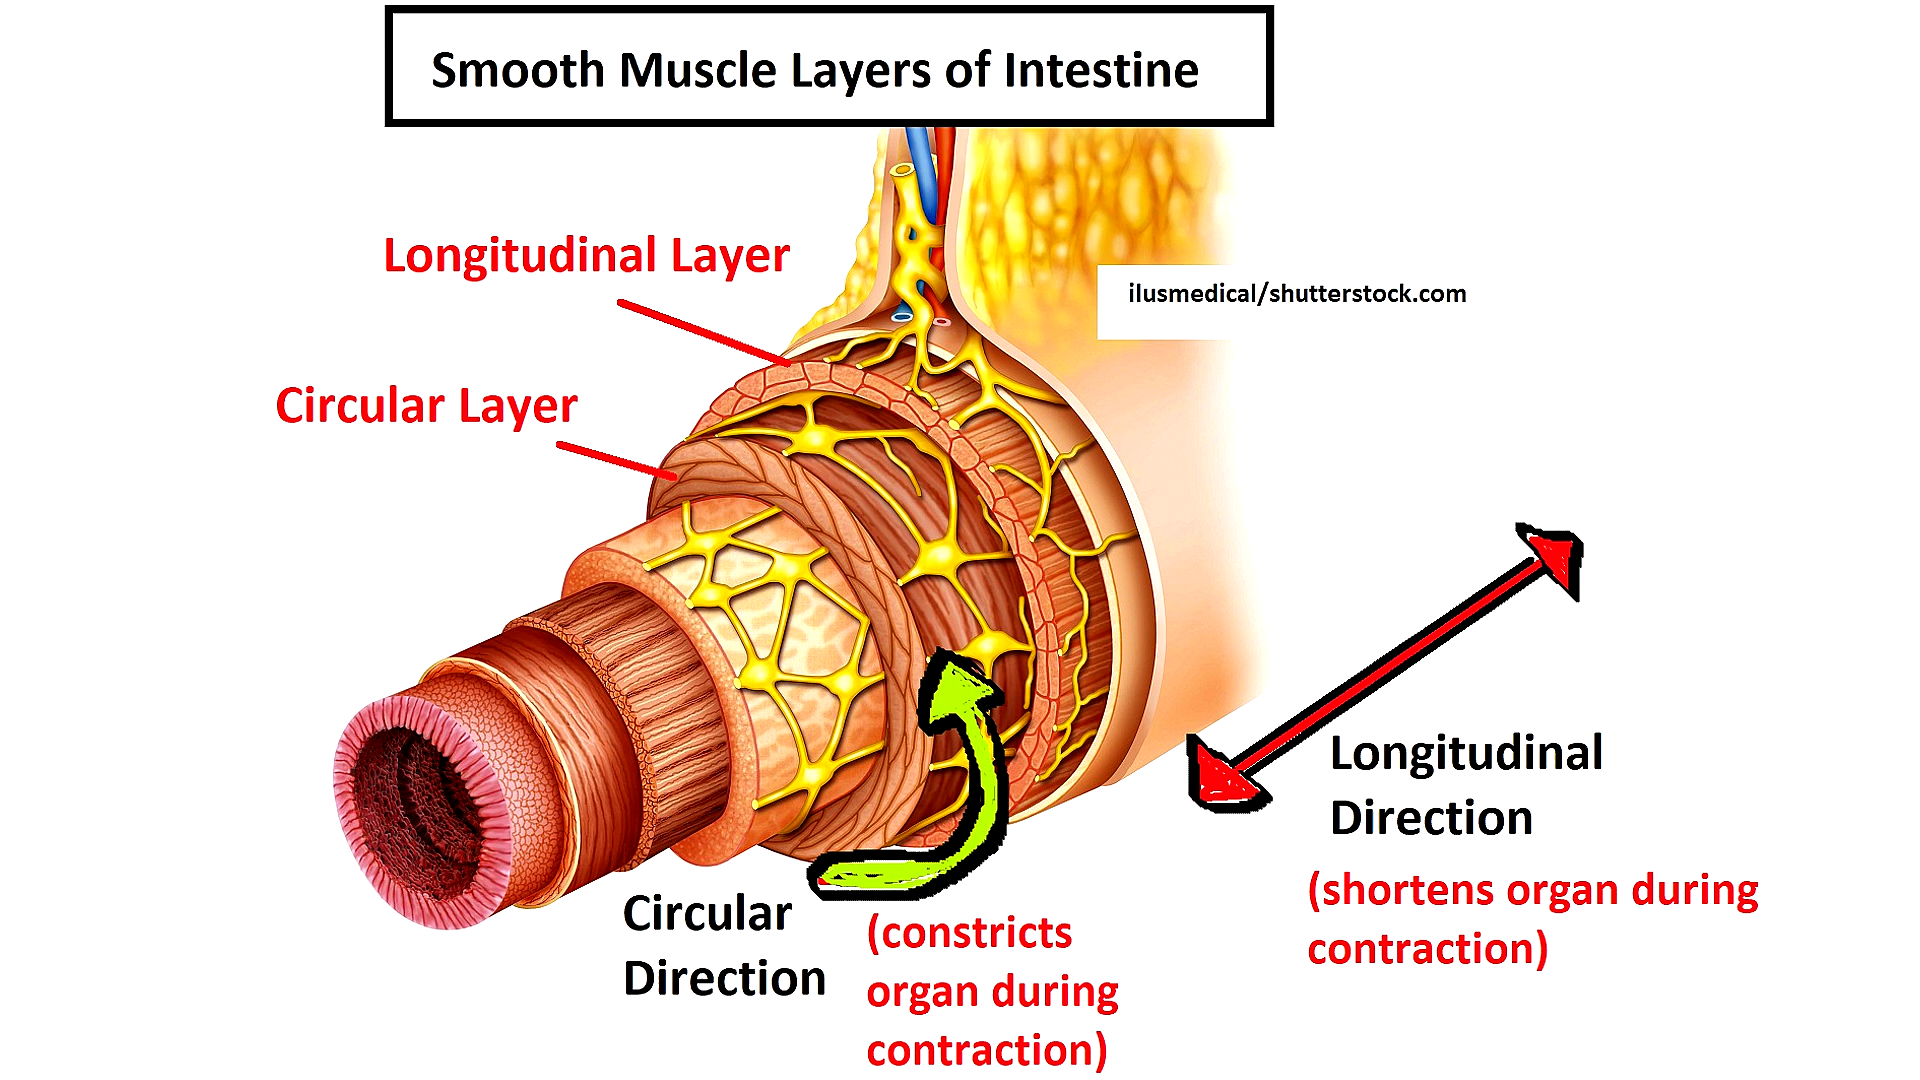 Smooth Muscle Layers of Intestine
Longitudinal Layer
ilusmedical/shutterstock.com
Circular Layer
Longitudinal
Direction
(shortens organ during
contraction)
Circular
Direction
(constricts
organ during
contraction)